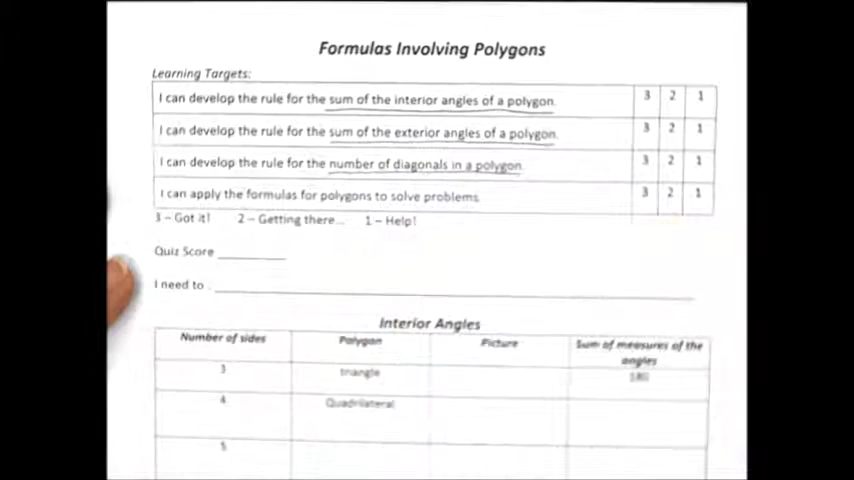 Formulas Involving Polygons
Learning Targets:
I can develop the rule for the sum of the interior angles of a polygon. 3 2 1
I can develop the rule for the sum of the exterior angles of a polygon. 3 2 1
I can develop the rule for the number of diagonals in a polygon. 3 2 1
I can apply the formulas for polygons to solve problems. 3 2 1
3 – Got it! 2 – Getting there... 1 – Help!
Quiz Score ________
I need to . ________
Interior Angles
Number of sides Polygon Picture Sum of measures of the angles
3 triangle 180
4 Quadrilateral
5